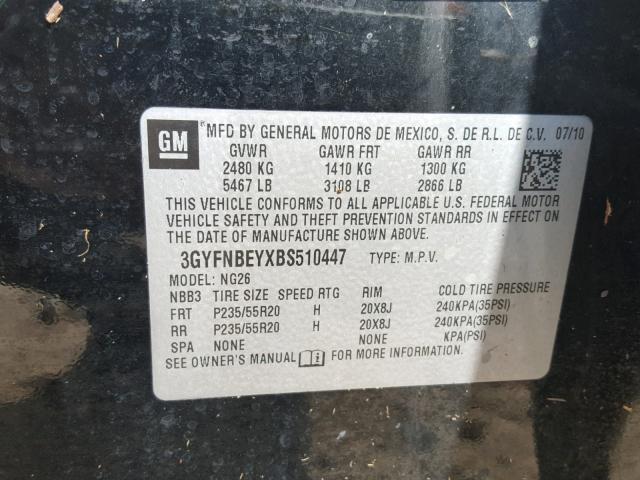 GM MFD BY GENERAL MOTORS DE MEXICO, S. DE R.L. DE C.V. 07/10
GVWR GAWR FRT GAWR RR
2480 KG 1410 KG 1300 KG
5467 LB 3108 LB 2866 LB
THIS VEHICLE CONFORMS TO ALL APPLICABLE U.S. FEDERAL MOTOR
VEHICLE SAFETY AND THEFT PREVENTION STANDARDS IN EFFECT ON
THE DATE OF MANUFACTURE SHOWN ABOVE.
3GYFNBEYXBS510447 TYPE: M.P.V.
MODEL: NG26
NBB3 TIRE SIZE SPEED RTG RIM COLD TIRE PRESSURE
FRT P235/55R20 H 20X8J 240KPA(35PSI)
RR P235/55R20 H 20X8J 240KPA(35PSI)
SPA NONE NONE KPA(PSI)
SEE OWNER'S MANUAL FOR MORE INFORMATION.